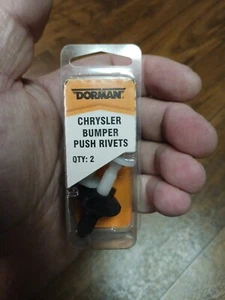 DORMAN
CHRYSLER
BUMPER
PUSH RIVETS
QTY: 2